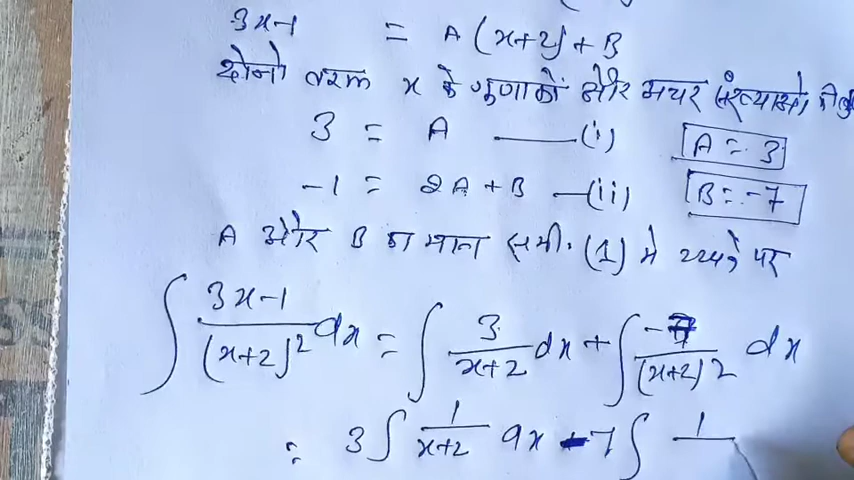 3x-1 = A(x+2) + B
दोनो तरफ x के गुणाकों और अचर संख्याओं की
3 = A ——— (i) A = 3
-1 = 2A + B —(ii) B = -7
A और B का मान समी. (1) मे रखने पर
∫ 3x-1/(x+2)² dx = ∫ 3/x+2 dx + ∫ -7/(x+2)2 dx
= 3∫ 1/x+2 dx - 7∫ 1/